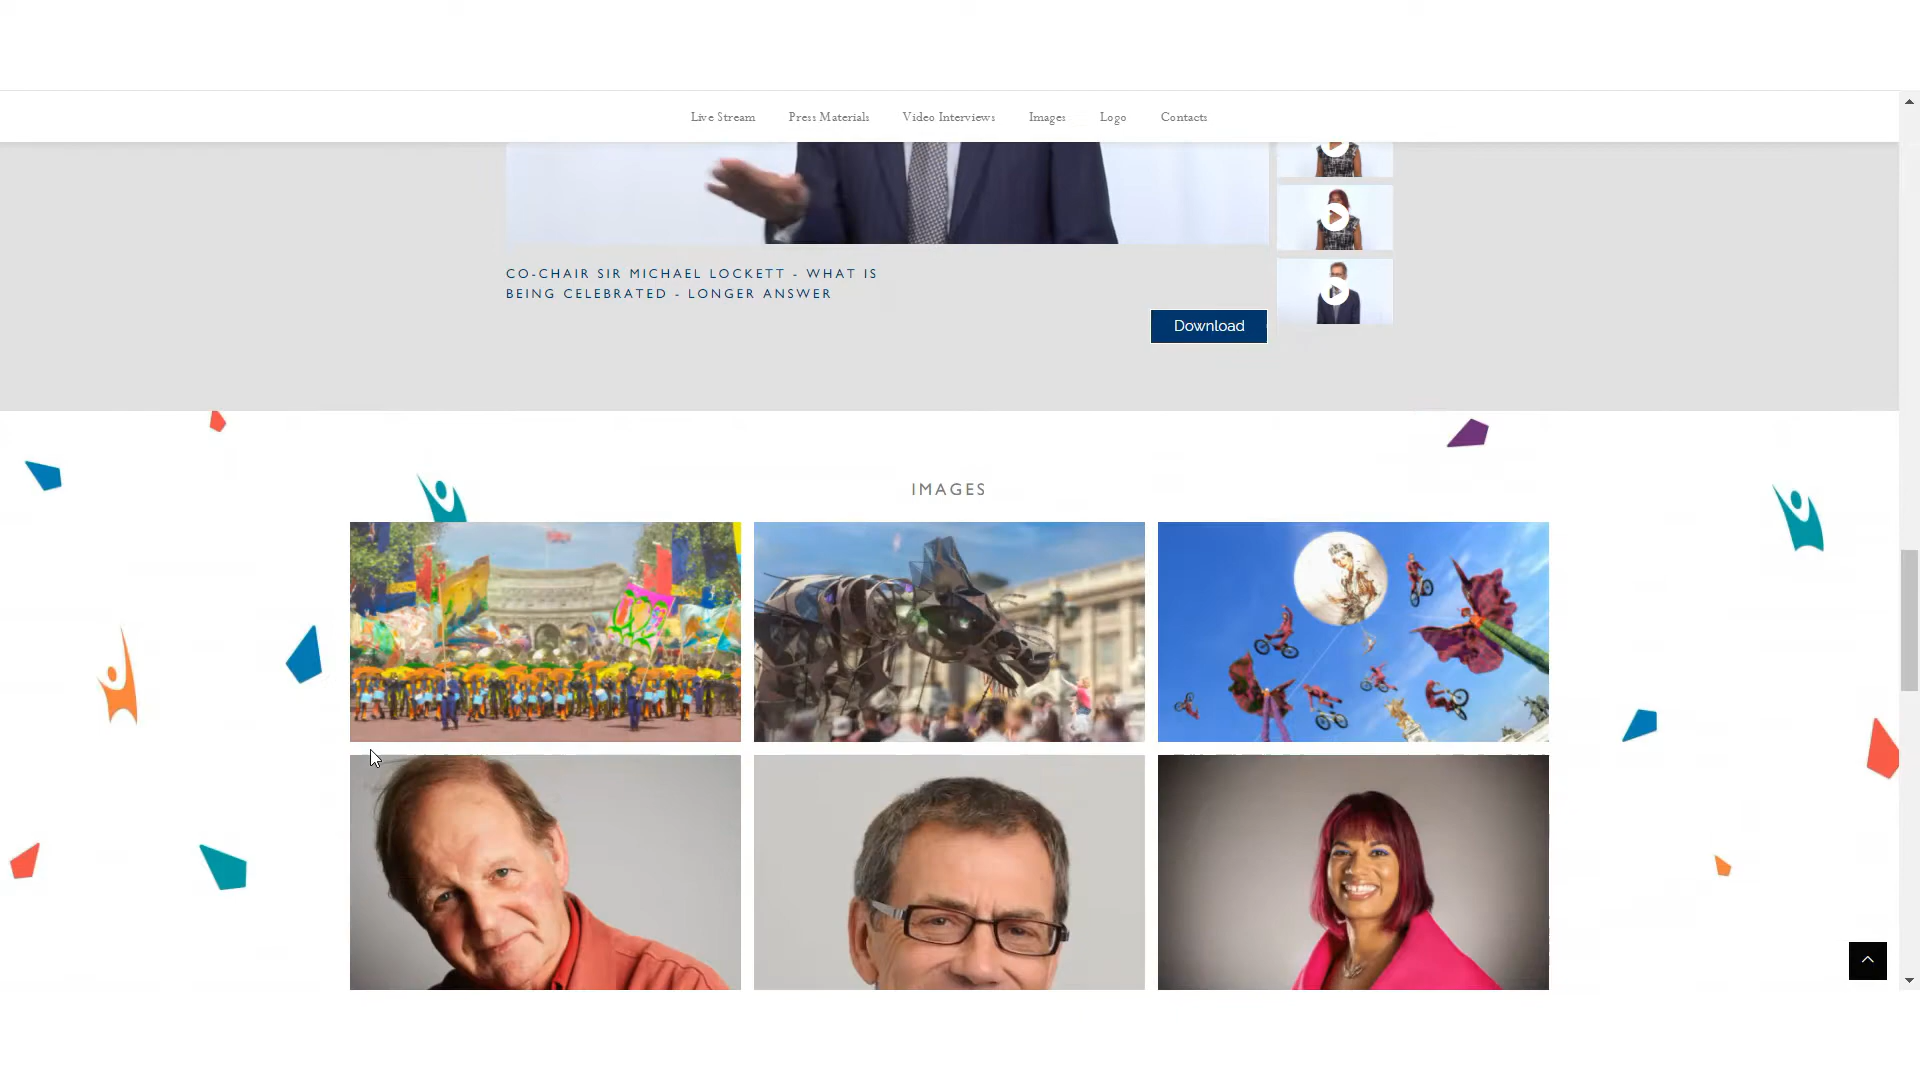 Live Stream
Press Materials
Video Interviews
Images
Logo
Contacts
CO-CHAIR SIR MICHAEL LOCKETT - WHAT IS
BEING CELEBRATED - LONGER ANSWER
Download
IMAGES